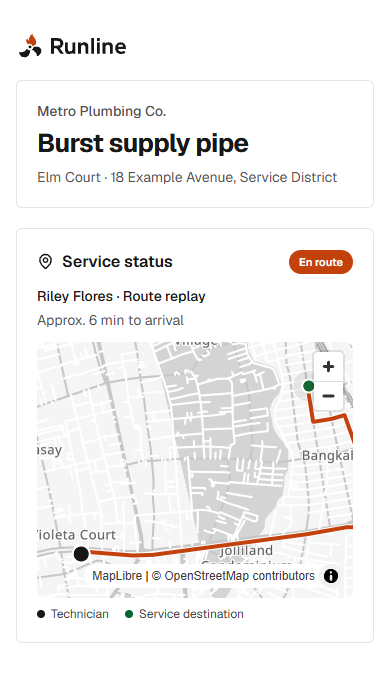 Runline
Metro Plumbing Co.
Burst supply pipe
Elm Court · 18 Example Avenue, Service District
Service status
En route
Riley Flores · Route replay
Approx. 6 min to arrival
Village
+
−
asay
Bangkal
Violeta Court
Jolliland
Condominium
MapLibre | © OpenStreetMap contributors
Technician
Service destination